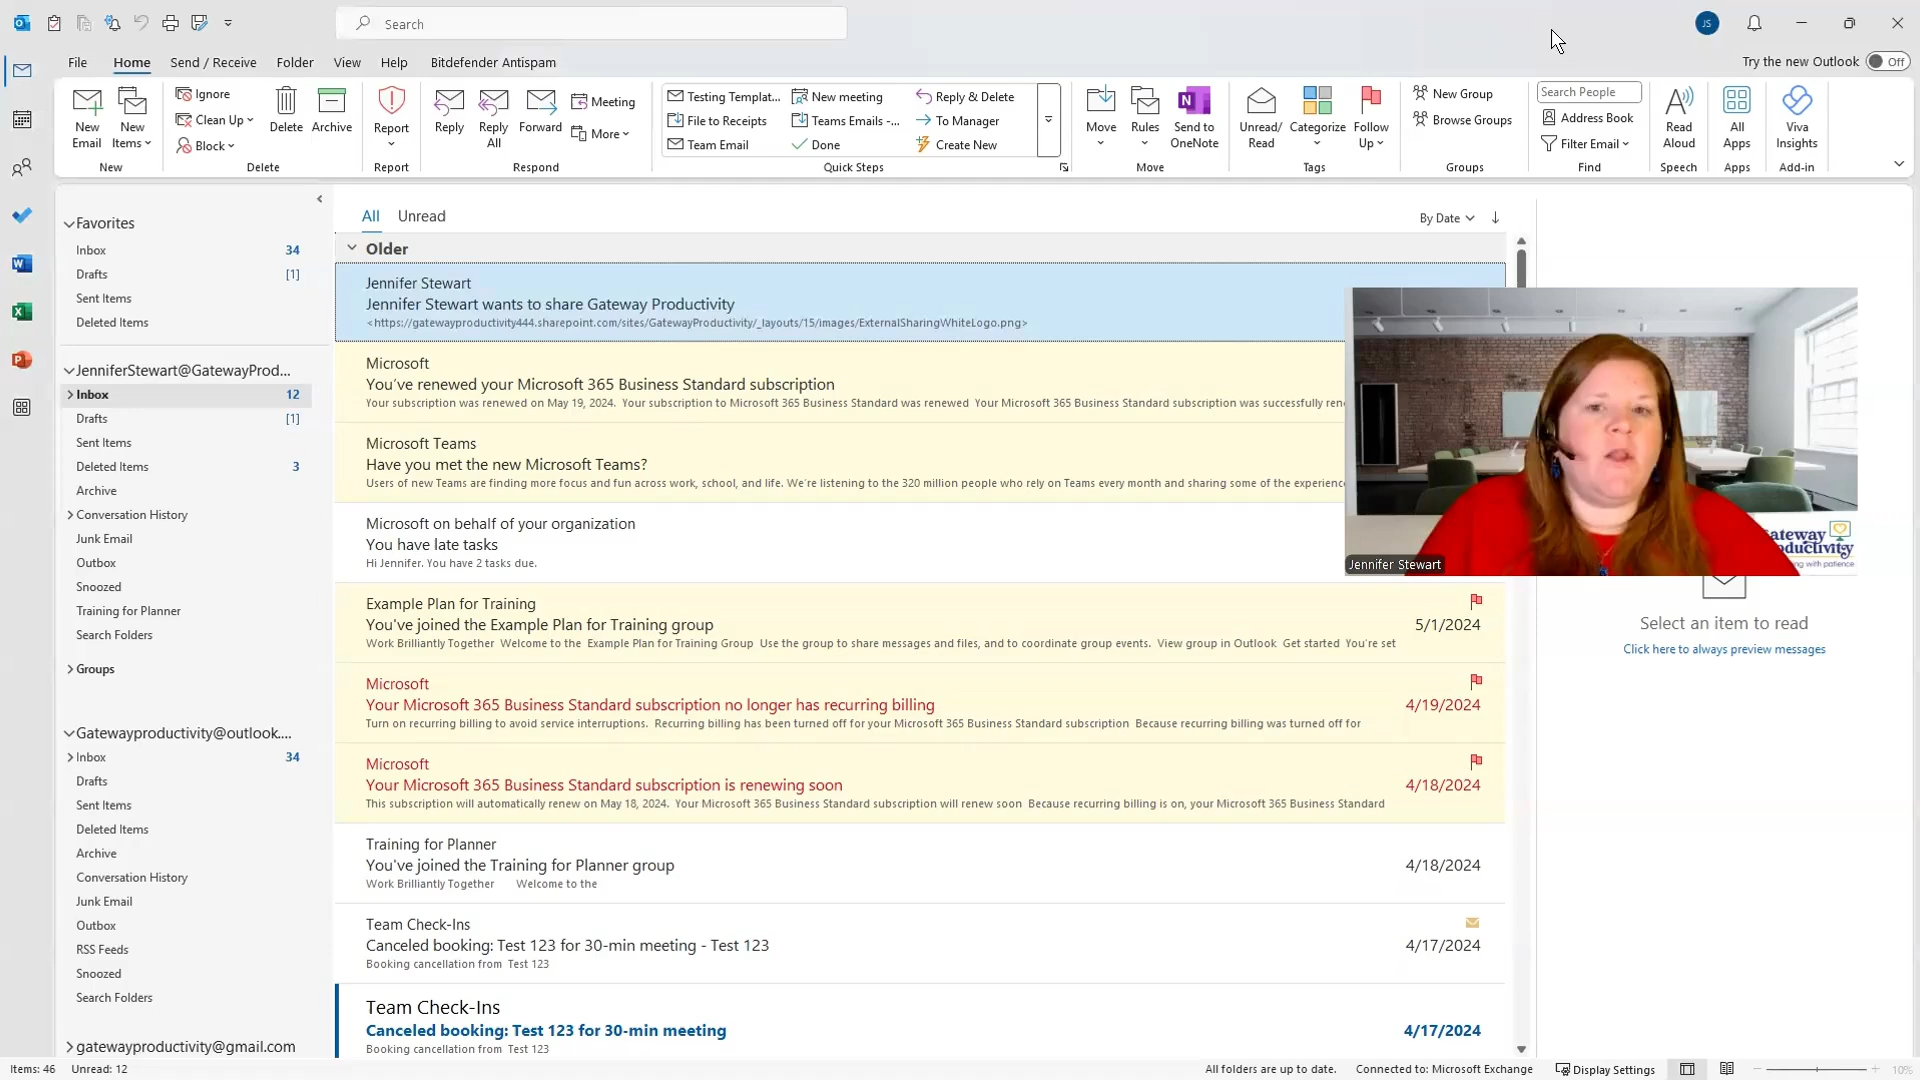 Search
JS
File Home Send / Receive Folder View Help Bitdefender Antispam
Try the new Outlook Off
New Email
New Items
New
Ignore
Clean Up
Block
Delete
Archive
Delete
Report
Report
Reply
Reply All
Forward
Meeting
More
Respond
Testing Templat...
File to Receipts
Team Email
New meeting
Teams Emails -...
Done
Reply & Delete
To Manager
Create New
Quick Steps
Move
Rules
Send to OneNote
Move
Unread/ Read
Categorize
Follow Up
Tags
New Group
Browse Groups
Groups
Search People
Address Book
Filter Email
Find
Read Aloud
Speech
All Apps
Apps
Viva Insights
Add-in
Favorites
Inbox 34
Drafts [1]
Sent Items
Deleted Items
JenniferStewart@GatewayProd...
Inbox 12
Drafts [1]
Sent Items
Deleted Items 3
Archive
Conversation History
Junk Email
Outbox
Snoozed
Training for Planner
Search Folders
Groups
Gatewayproductivity@outlook....
Inbox 34
Drafts
Sent Items
Deleted Items
Archive
Conversation History
Junk Email
Outbox
RSS Feeds
Snoozed
Search Folders
gatewayproductivity@gmail.com
All Unread By Date
Older
Jennifer Stewart
Jennifer Stewart wants to share Gateway Productivity
<https://gatewayproductivity444.sharepoint.com/sites/GatewayProductivity/_layouts/15/images/ExternalSharingWhiteLogo.png>
Microsoft
You've renewed your Microsoft 365 Business Standard subscription
Your subscription was renewed on May 19, 2024. Your subscription to Microsoft 365 Business Standard was renewed Your Microsoft 365 Business Standard subscription was successfully
Microsoft Teams
Have you met the new Microsoft Teams?
Users of new Teams are finding more focus and fun across work, school, and life. We're listening to the 320 million people who rely on Teams every month and sharing some of the
Microsoft on behalf of your organization
You have late tasks
Hi Jennifer. You have 2 tasks due.
Example Plan for Training
You've joined the Example Plan for Training group 5/1/2024
Work Brilliantly Together Welcome to the Example Plan for Training Group Use the group to share messages and files, and to coordinate group events. View group in Outlook Get started You're set
Microsoft
Your Microsoft 365 Business Standard subscription no longer has recurring billing 4/19/2024
Turn on recurring billing to avoid service interruptions. Recurring billing has been turned off for your Microsoft 365 Business Standard subscription Because recurring billing was turned off for
Microsoft
Your Microsoft 365 Business Standard subscription is renewing soon 4/18/2024
This subscription will automatically renew on May 18, 2024. Your Microsoft 365 Business Standard subscription will renew soon Because recurring billing is on, your Microsoft 365 Business Standard
Training for Planner
You've joined the Training for Planner group 4/18/2024
Work Brilliantly Together Welcome to the
Team Check-Ins
Canceled booking: Test 123 for 30-min meeting - Test 123 4/17/2024
Booking cancellation from Test 123
Team Check-Ins
Canceled booking: Test 123 for 30-min meeting 4/17/2024
Booking cancellation from Test 123
Jennifer Stewart
Select an item to read
Click here to always preview messages
Items: 46 Unread: 12 All folders are up to date. Connected to: Microsoft Exchange Display Settings 10%